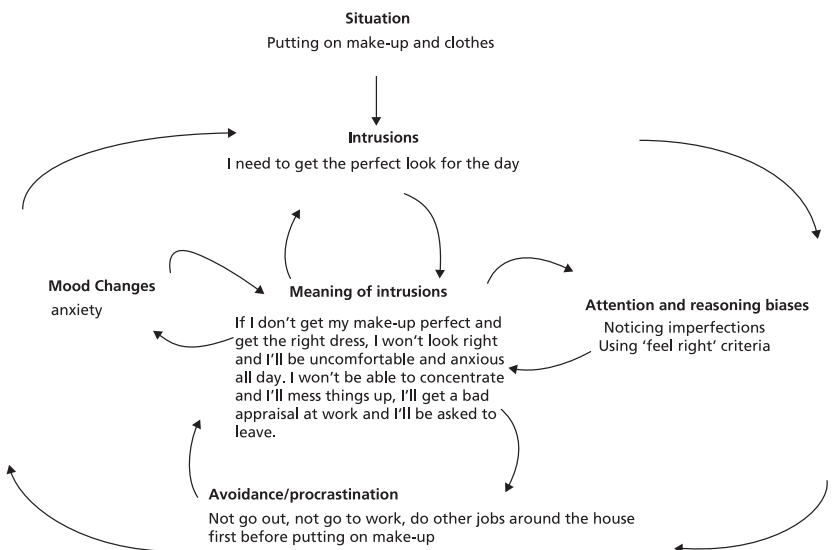 Situation
Putting on make-up and clothes
Intrusions
I need to get the perfect look for the day
Mood Changes
anxiety
Meaning of intrusions
If I don't get my make-up perfect and
get the right dress, I won't look right
and I'll be uncomfortable and anxious
all day. I won't be able to concentrate
and I'll mess things up, I'll get a bad
appraisal at work and I'll be asked to
leave.
Attention and reasoning biases
Noticing imperfections
Using ‘feel right’ criteria
Avoidance/procrastination
Not go out, not go to work, do other jobs around the house
first before putting on make-up